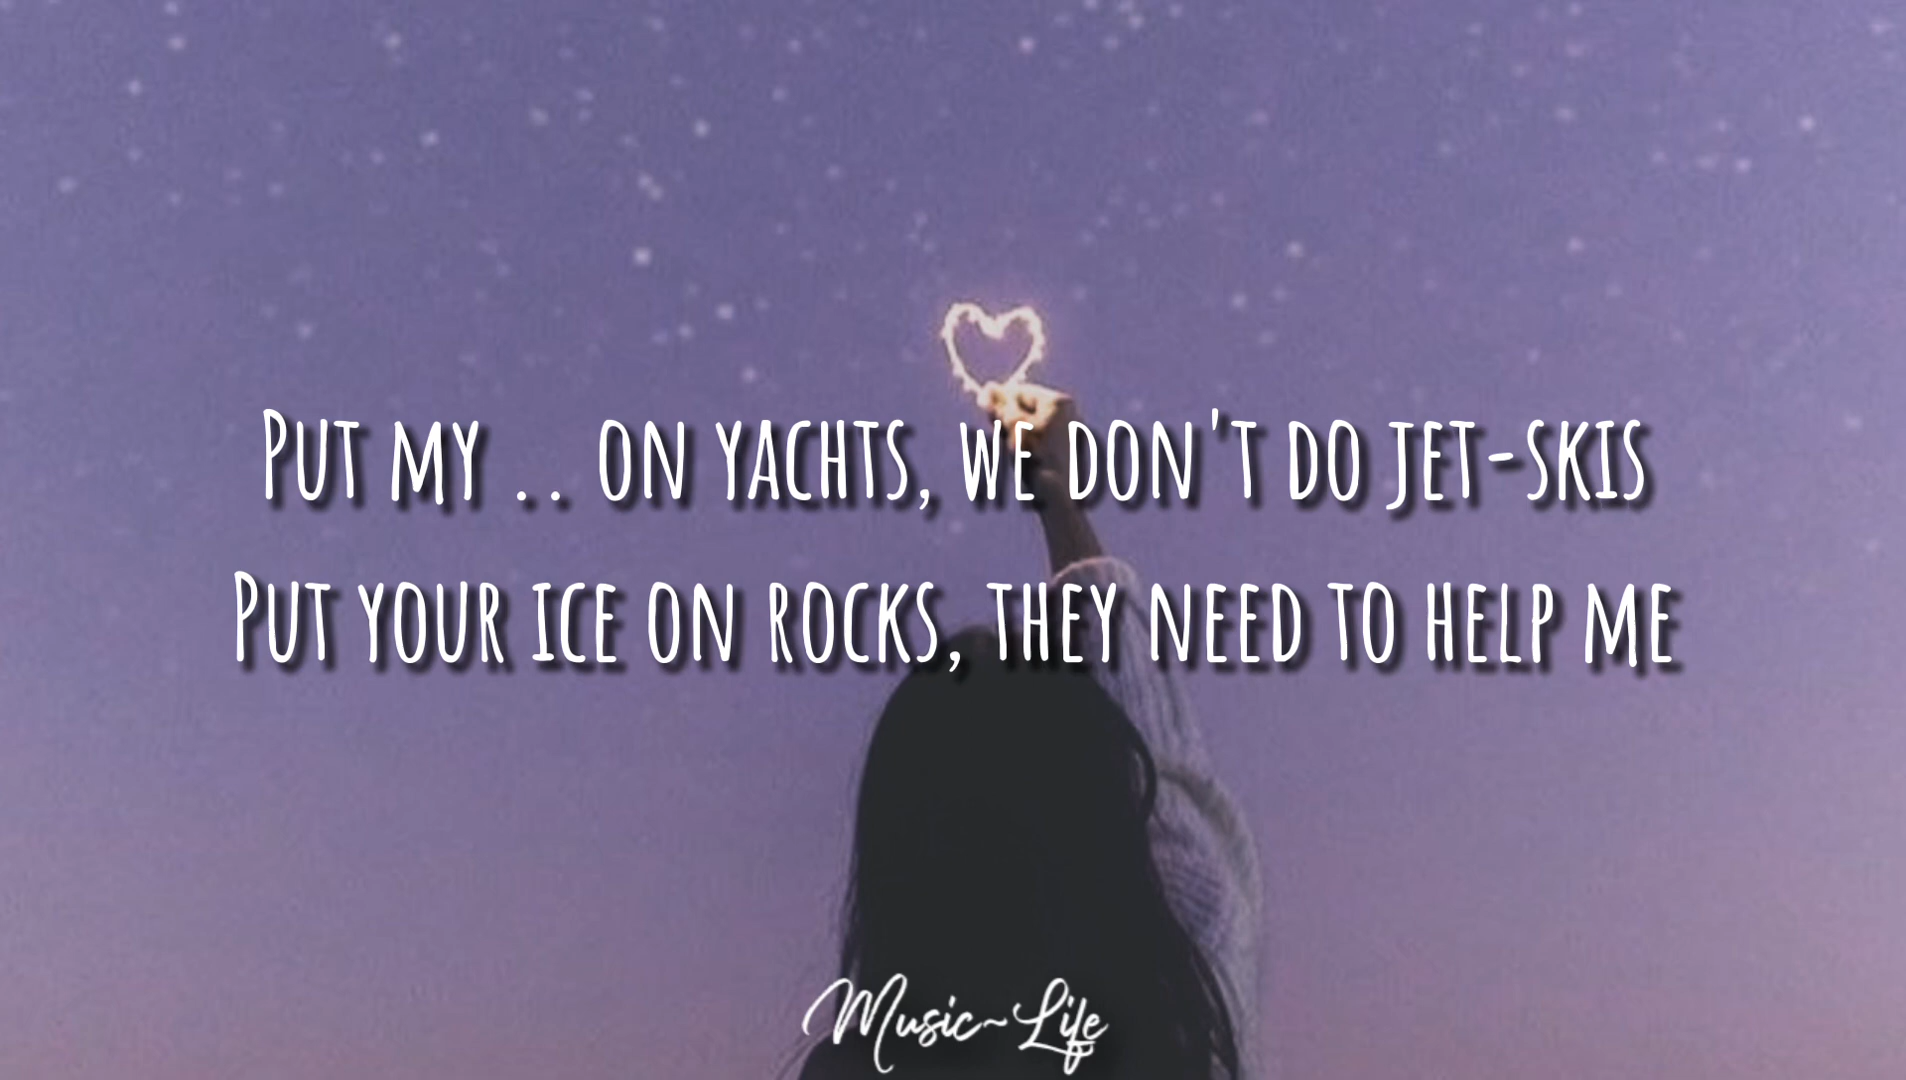 Put my .. on yachts, we don't do jet-skis
Put your ice on rocks, they need to help me
Music~Life